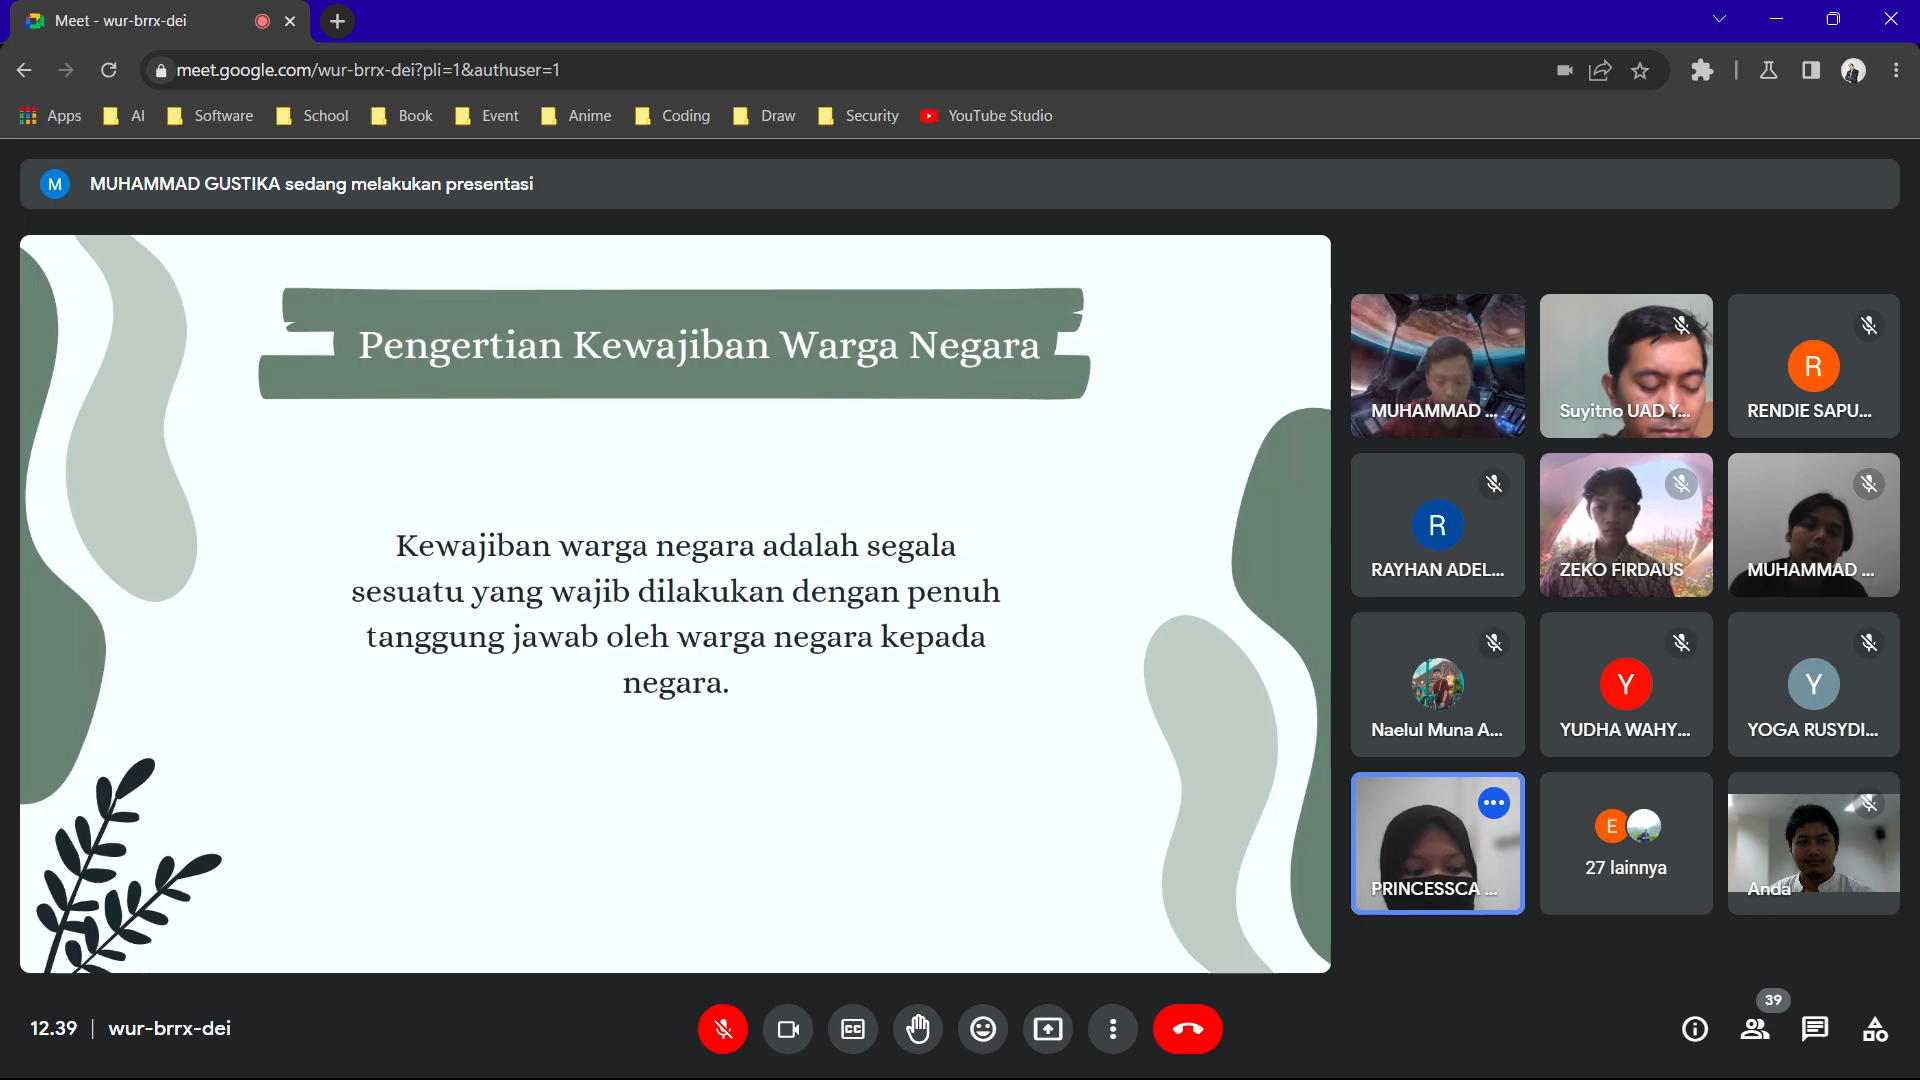 Meet - wur-brrx-dei
meet.google.com/wur-brrx-dei?pli=1&authuser=1
Apps AI Software School Book Event Anime Coding Draw Security YouTube Studio
M MUHAMMAD GUSTIKA sedang melakukan presentasi
Pengertian Kewajiban Warga Negara
Kewajiban warga negara adalah segala
sesuatu yang wajib dilakukan dengan penuh
tanggung jawab oleh warga negara kepada
negara.
MUHAMMAD ...
Suyitno UAD Y...
R
RENDIE SAPU...
R
RAYHAN ADEL...
ZEKO FIRDAUS
MUHAMMAD ...
Naelul Muna A...
Y
YUDHA WAHY...
Y
YOGA RUSYDI...
PRINCESSCA ...
E
27 lainnya
Anda
12.39 | wur-brrx-dei
CC
39